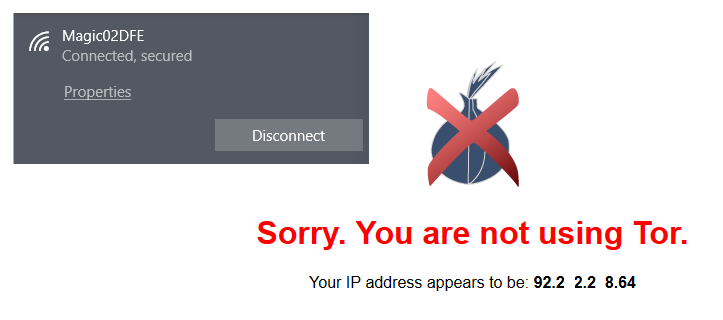 Magic02DFE
Connected, secured
Properties
Disconnect
Sorry. You are not using Tor.
Your IP address appears to be: 92.2 2.2 8.64